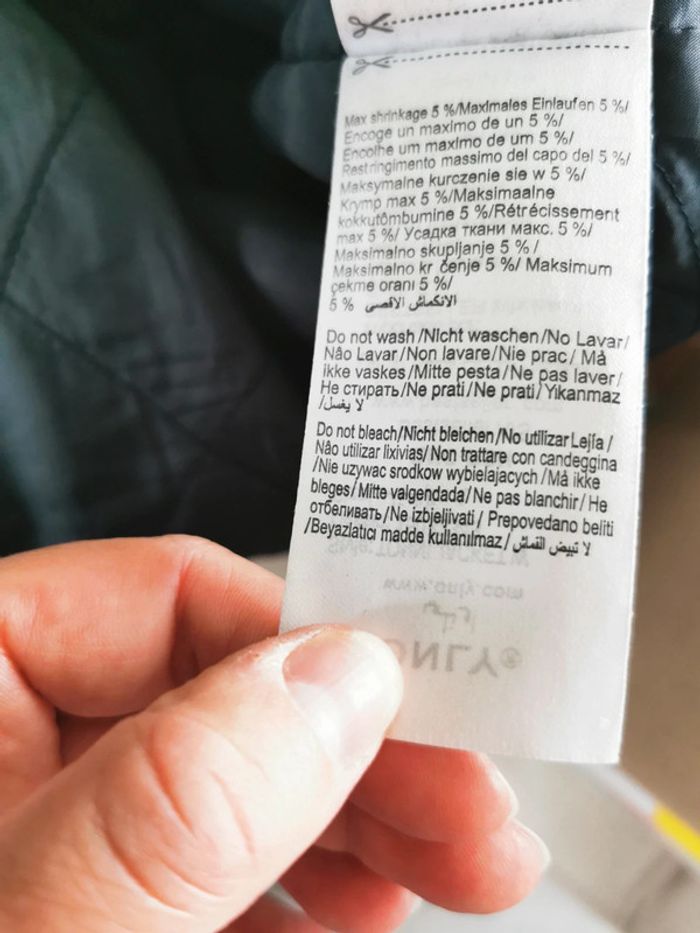 Max shrinkage 5 %/Maximales Einlaufen 5 %/
Encoge un maximo de un 5 %/
Encolhe um maximo de um 5 %/
Restringimento massimo del capo del 5 %/
Maksymalne kurczenie sie w 5 %/
Krymp max 5 %/Maksimaalne
kokkutõmbumine 5 %/Rétrécissement
max 5 %/ Усадка ткани макс. 5 %/
Maksimalno skupljanje 5 % /
Maksimalno kr čenje 5 %/ Maksimum
çekme oranı 5 %/
5 % الانكماش الاقصى
Do not wash /Nicht waschen/No Lavar/
Nâo Lavar/Non lavare/Nie prac/ Må
ikke vaskes/Mitte pesta/Ne pas laver/
Не стирать/Ne prati/Ne prati/ Yıkanmaz
/لا يغسل
Do not bleach/Nicht bleichen/No utilizar Lejía /
Nâo utilizar lixivias/ Non trattare con candeggina
/Nie uzywac srodkow wybielajacych/Må ikke
bleges/Mitte valgendada/Ne pas blanchir/ Не
отбеливать/Ne izbjeljivati/ Prepovedano beliti
/Beyazlatıcı madde kullanılmaz/ لا تبيض القماش
www.only.com
ONLY®